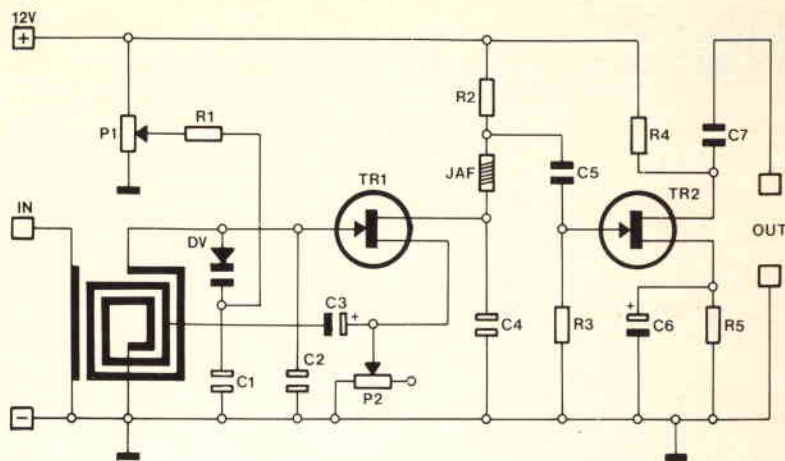 12V
+
R2
P1
R1
R4
C7
JAF
C5
TR1
TR2
IN
OUT
DV
C3
+
+
C4
R3
C6
R5
C1
C2
P2
-